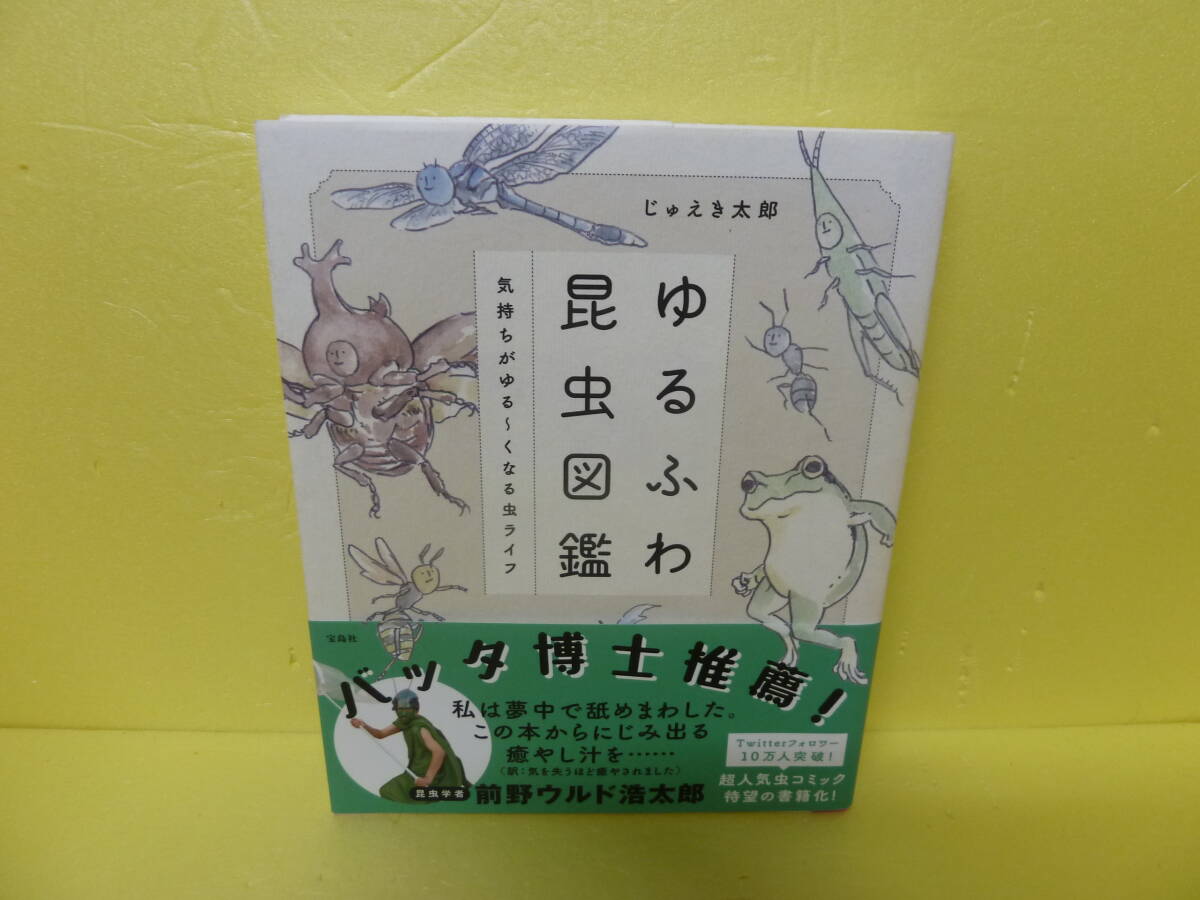 じゅえき太郎
ゆるふわ
昆虫図鑑
気持ちがゆる～くなる虫ライフ
宝島社
バッタ博士推薦！
私は夢中で舐めまわした。
この本からにじみ出る
癒やし汁を……
（訳：気を失うほど癒やされました）
昆虫学者
前野ウルド浩太郎
Twitterフォロワー
10万人突破！
超人気虫コミック
待望の書籍化！